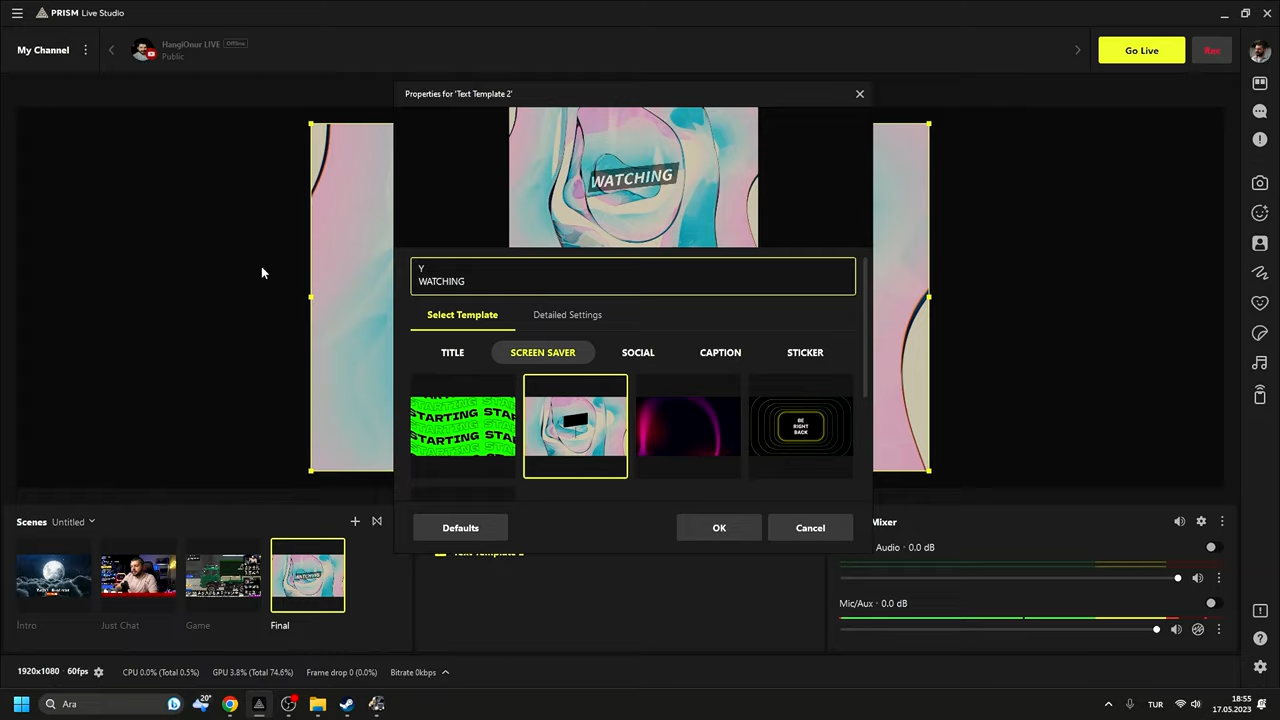 PRISM Live Studio
My Channel
HangiOnur LIVE Offline
Public
Go Live
Rec
Properties for 'Text Template 2'
WATCHING
Y
WATCHING
Select Template
Detailed Settings
TITLE
SCREEN SAVER
SOCIAL
CAPTION
STICKER
STARTING STAR
STARTING STA
STARTING STAR
BE
RIGHT
BACK
Defaults
OK
Cancel
Scenes Untitled
Mixer
Audio · 0.0 dB
Mic/Aux · 0.0 dB
WATCHING
Intro
Just Chat
Game
Final
1920x1080 · 60fps
CPU 0.0% (Total 0.5%)
GPU 3.8% (Total 74.6%)
Frame drop 0 (0.0%)
Bitrate 0kbps
Ara
20°
TUR
18:55
17.05.2023